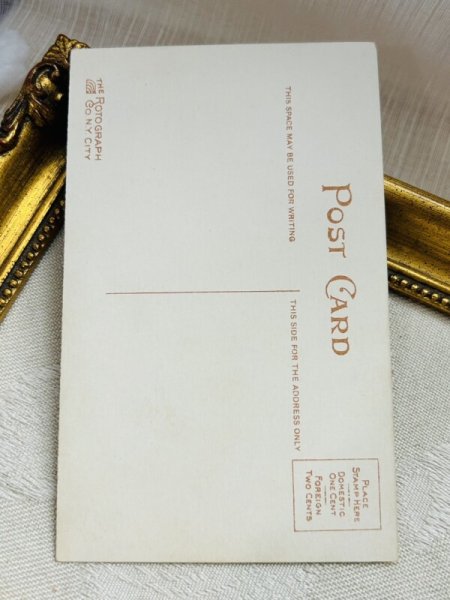 POST CARD
THIS SPACE MAY BE USED FOR WRITING
THIS SIDE FOR THE ADDRESS ONLY
PLACE
STAMP HERE
DOMESTIC
ONE CENT
FOREIGN
TWO CENTS
THE ROTOGRAPH
CO N.Y. CITY